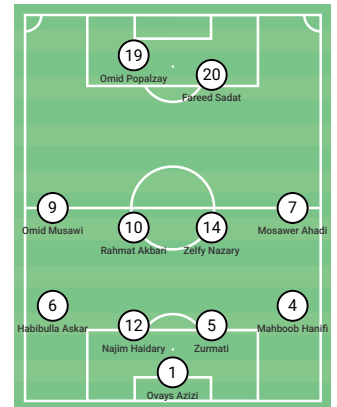 19
Omid Popalzay
20
Fareed Sadat
9
Omid Musawi
7
Mosawer Ahadi
10
Rahmat Akbari
14
Zelfy Nazary
6
Habibulla Askar
4
Mahboob Hanifi
12
Najim Haidary
5
Zurmati
1
Ovays Azizi